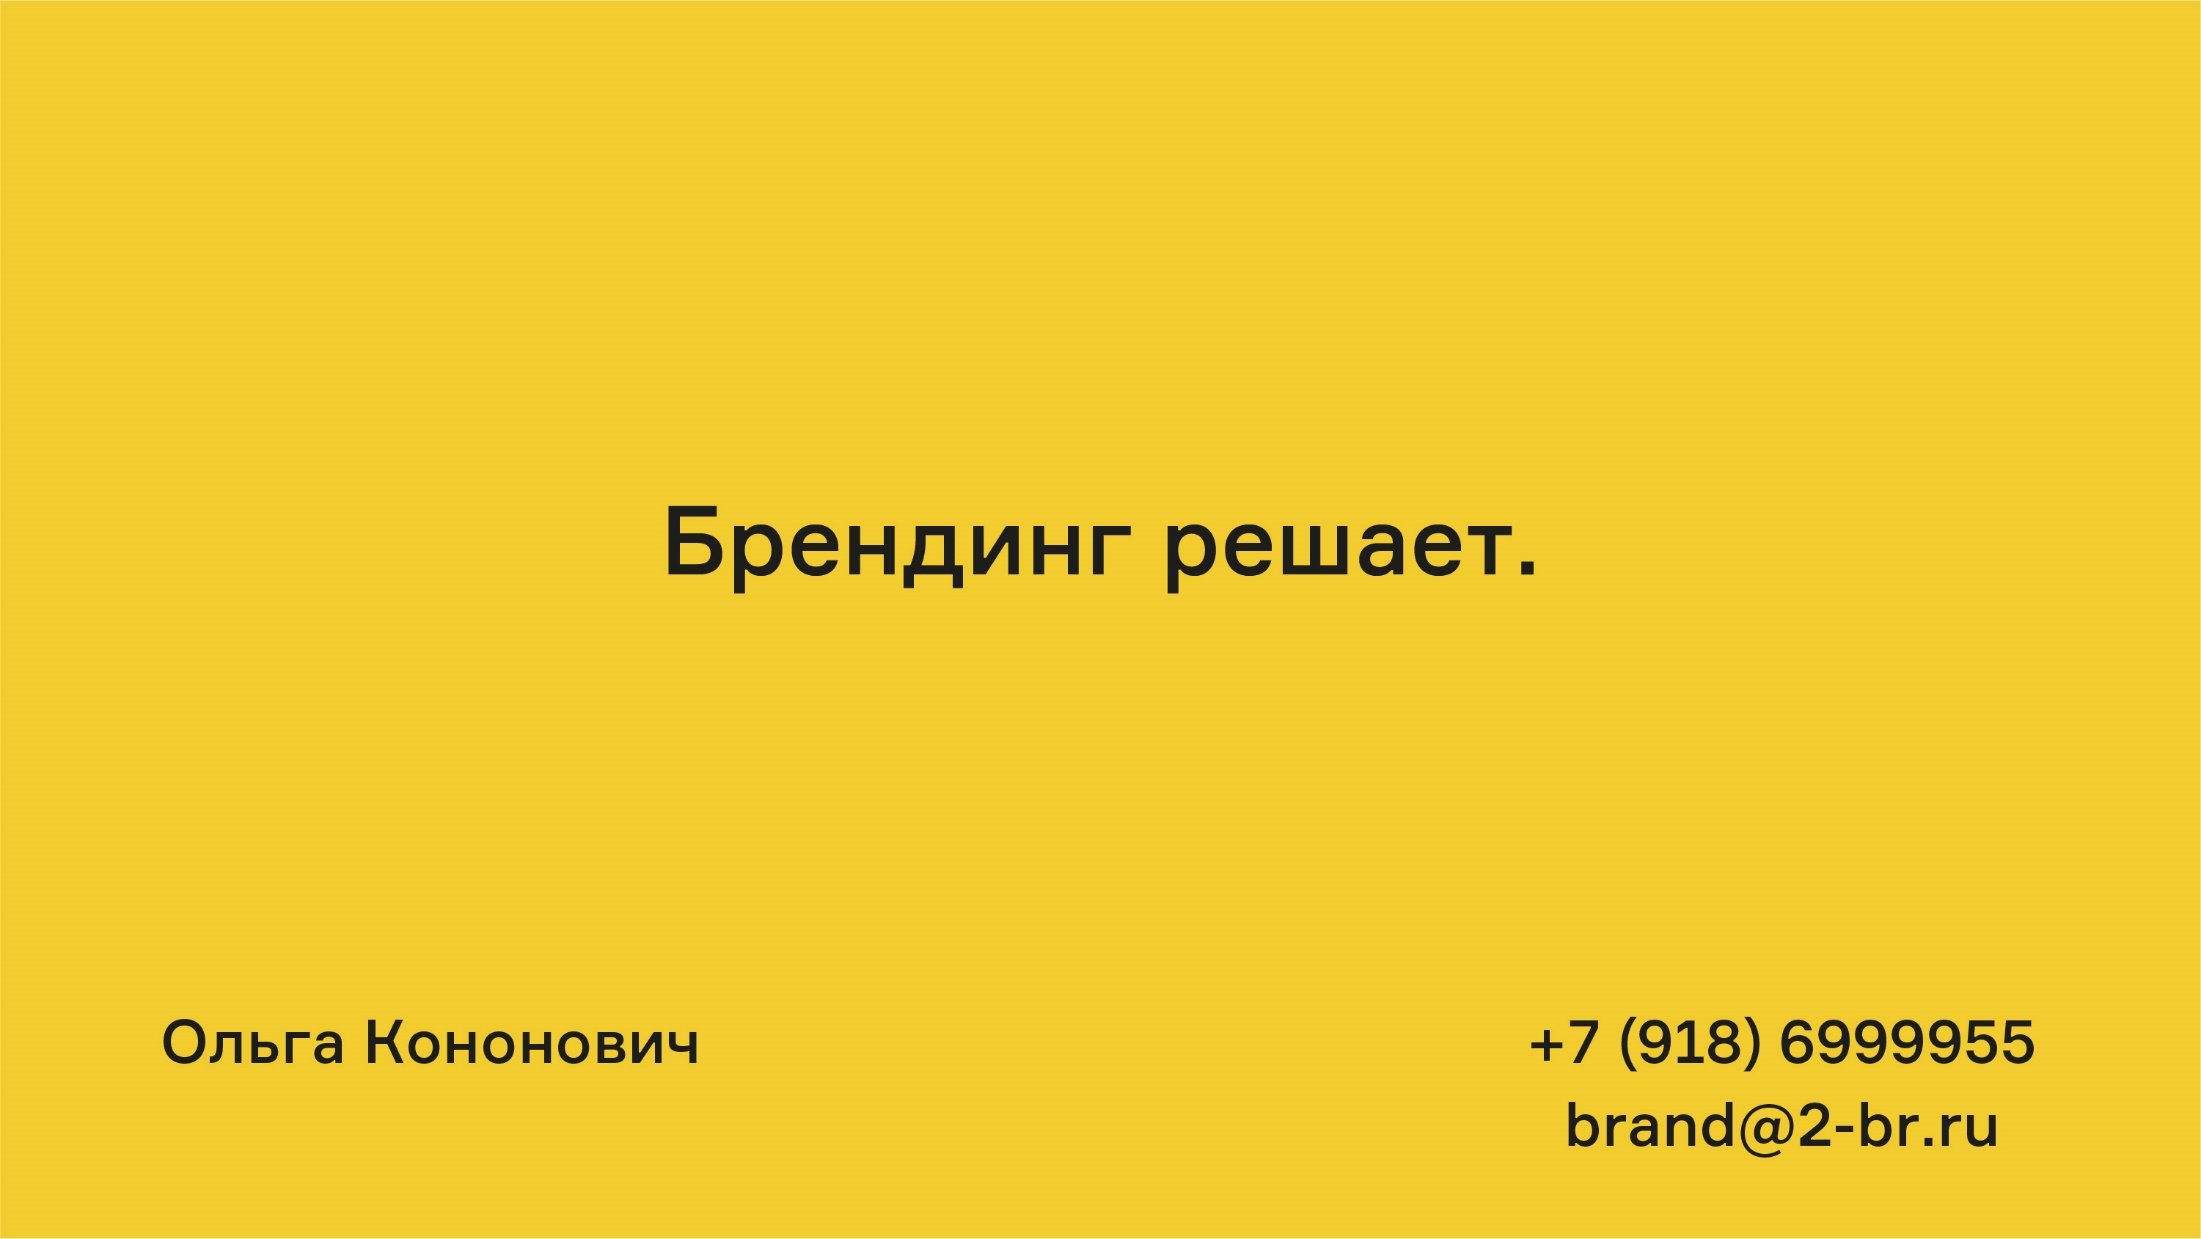 Брендинг решает.
Ольга Кононович
+7 (918) 6999955
brand@2-br.ru